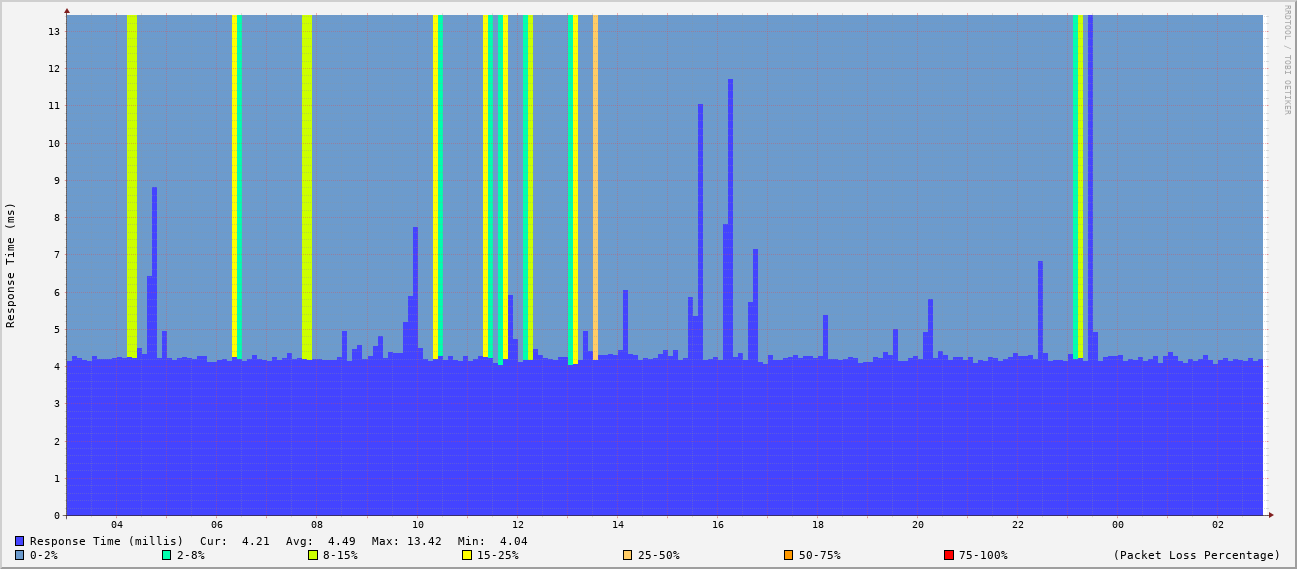 RRDTOOL / TOBI OETIKER
Response Time (ms)
13
12
11
10
9
8
7
6
5
4
3
2
1
0
04 06 08 10 12 14 16 18 20 22 00 02
Response Time (millis) Cur: 4.21 Avg: 4.49 Max: 13.42 Min: 4.04
0-2% 2-8% 8-15% 15-25% 25-50% 50-75% 75-100% (Packet Loss Percentage)